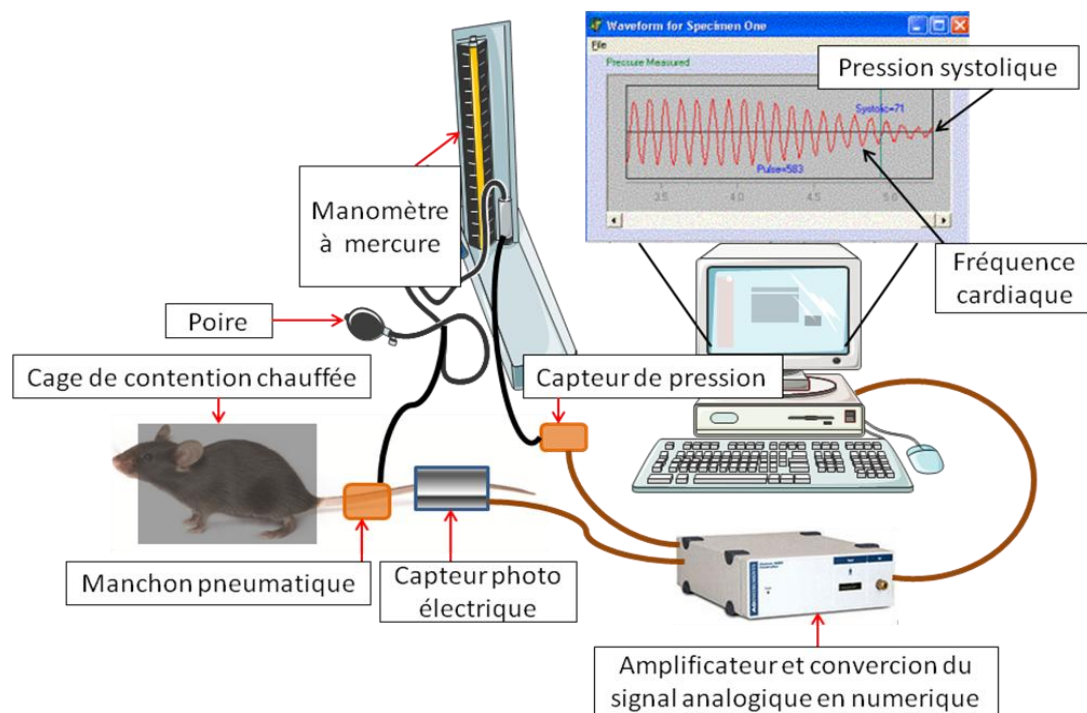 Waveform for Specimen One
File
Pressure Measured
Pression systolique
Systolic=71
Pulse=583
3.5 4.0 4.5 5.0
Manomètre
à mercure
Fréquence
cardiaque
Poire
Cage de contention chauffée
Capteur de pression
Manchon pneumatique
Capteur photo
électrique
Amplificateur et convercion du
signal analogique en numerique